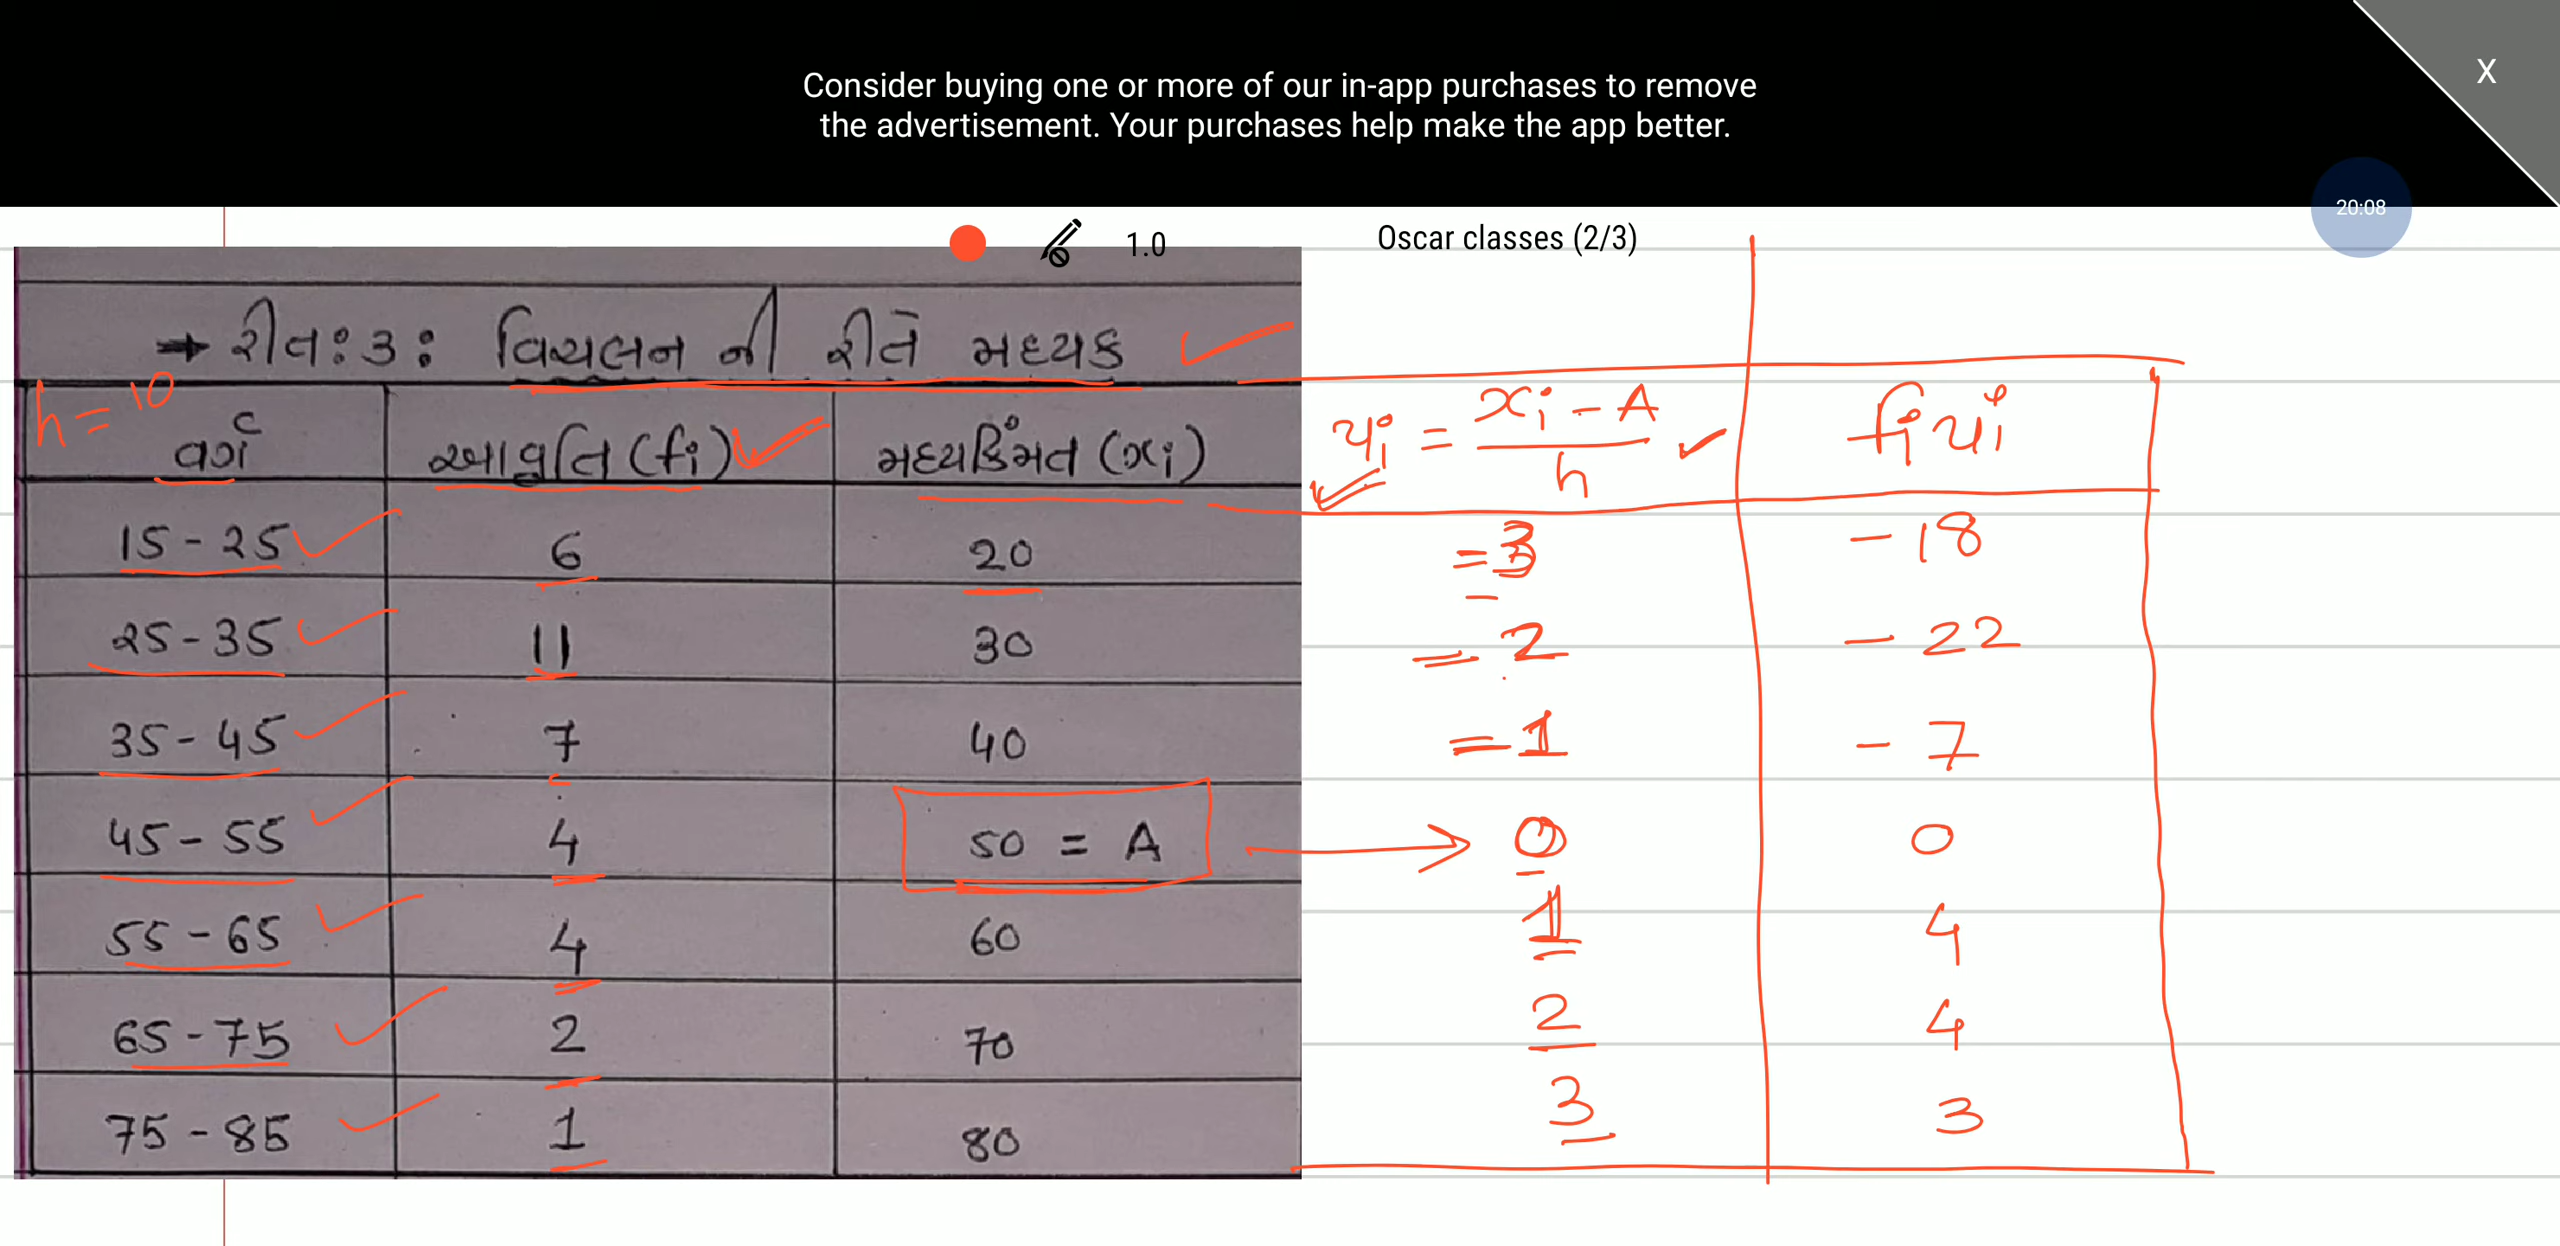 Consider buying one or more of our in-app purchases to remove
the advertisement. Your purchases help make the app better.
X
20:08
1.0
Oscar classes (2/3)
→ રીત:૩: વિચલન ની રીતે મધ્યક
h = 10
વર્ગ આવૃત્તિ (fi) મધ્યકિંમત (xi) ui = xi - A / h fiui
15 - 25 6 20 = 3 - 18
25 - 35 11 30 = 2 - 22
35 - 45 7 40 = 1 - 7
45 - 55 4 50 = A → 0 0
55 - 65 4 60 1 4
65 - 75 2 70 2 4
75 - 85 1 80 3 3